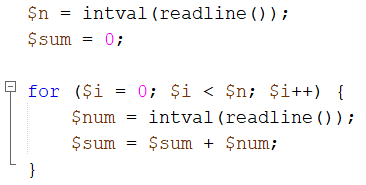 $n = intval(readline());
$sum = 0;
for ($i = 0; $i < $n; $i++) {
$num = intval(readline());
$sum = $sum + $num;
}